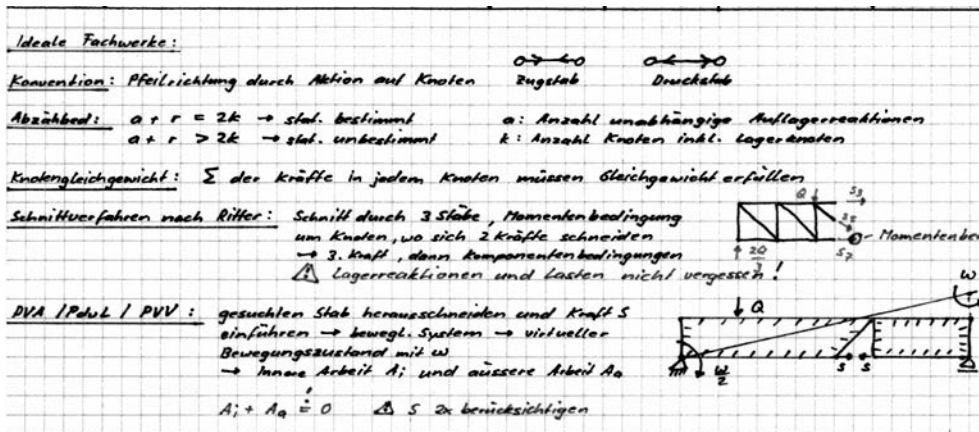 Ideale Fachwerke:
Konvention: Pfeilrichtung durch Aktion auf Knoten Zugstab Druckstab
Abzählbed: a + r = 2k → stat. bestimmt a: Anzahl unabhängige Auflagerreaktionen
a + r > 2k → stat. unbestimmt k: Anzahl Knoten inkl. Lagerknoten
Knotengleichgewicht: Σ der Kräfte in jedem Knoten müssen Gleichgewicht erfüllen
Schnittverfahren nach Ritter: Schnitt durch 3 Stäbe, Momentenbedingung Q S3
um Knoten, wo sich 2 Kräfte schneiden S5 Momentenbe
→ 3. Kraft, dann Komponentenbedingungen 2Q/3 S7
⚠ Lagerreaktionen und Lasten nicht vergessen!
PVA / PdvL / PVV: gesuchten Stab herausschneiden und Kraft S Q ω
einführen → bewegl. System → virtueller
Bewegungszustand mit ω
→ Innere Arbeit Ai und äussere Arbeit Aa ω/2 S S
Ai + Aa != 0 ⚠ S 2x berücksichtigen